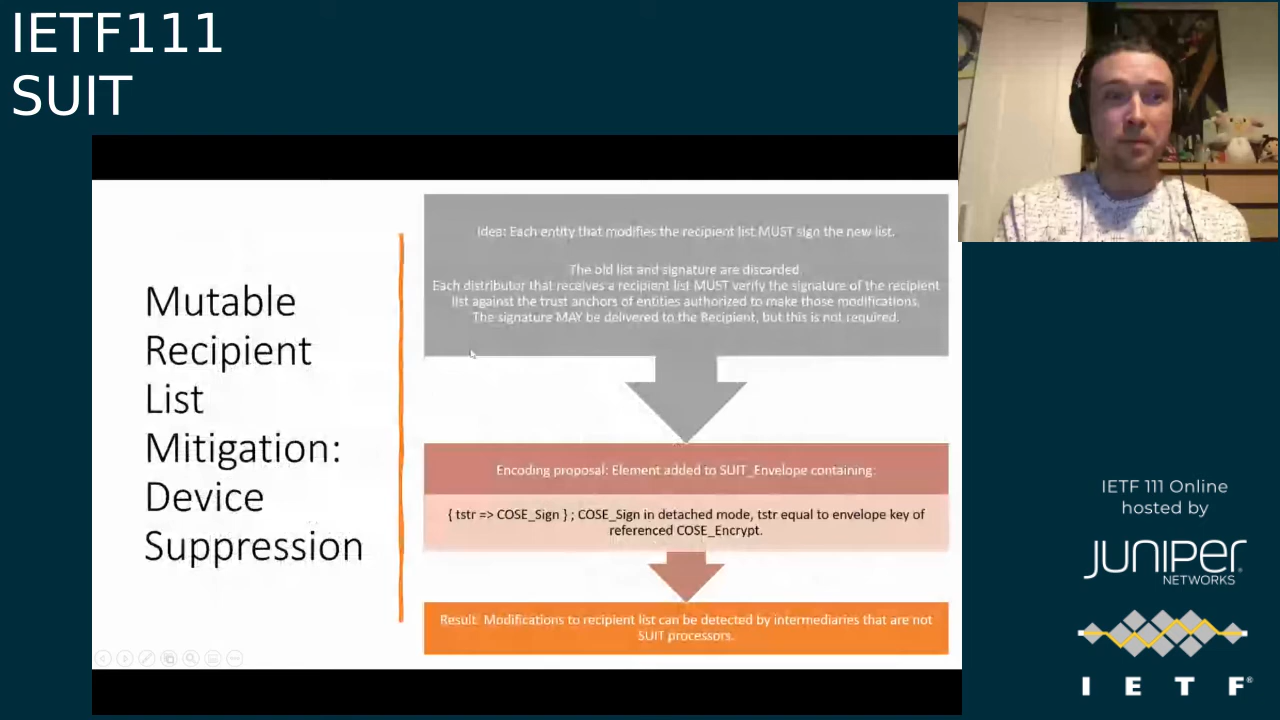 IETF111
SUIT
Mutable
Recipient
List
Mitigation:
Device
Suppression
Idea: Each entity that modifies the recipient list MUST sign the new list.
The old list and signature are discarded
Each distributor that receives a recipient list MUST verify the signature of the recipient
list against the trust anchors of entities authorized to make those modifications.
The signature MAY be delivered to the Recipient, but this is not required.
Encoding proposal: Element added to SUIT_Envelope containing:
{ tstr => COSE_Sign } ; COSE_Sign in detached mode, tstr equal to envelope key of
referenced COSE_Encrypt.
Result: Modifications to recipient list can be detected by intermediaries that are not
SUIT processors.
IETF 111 Online
hosted by
JUNIPER
NETWORKS
I E T F®